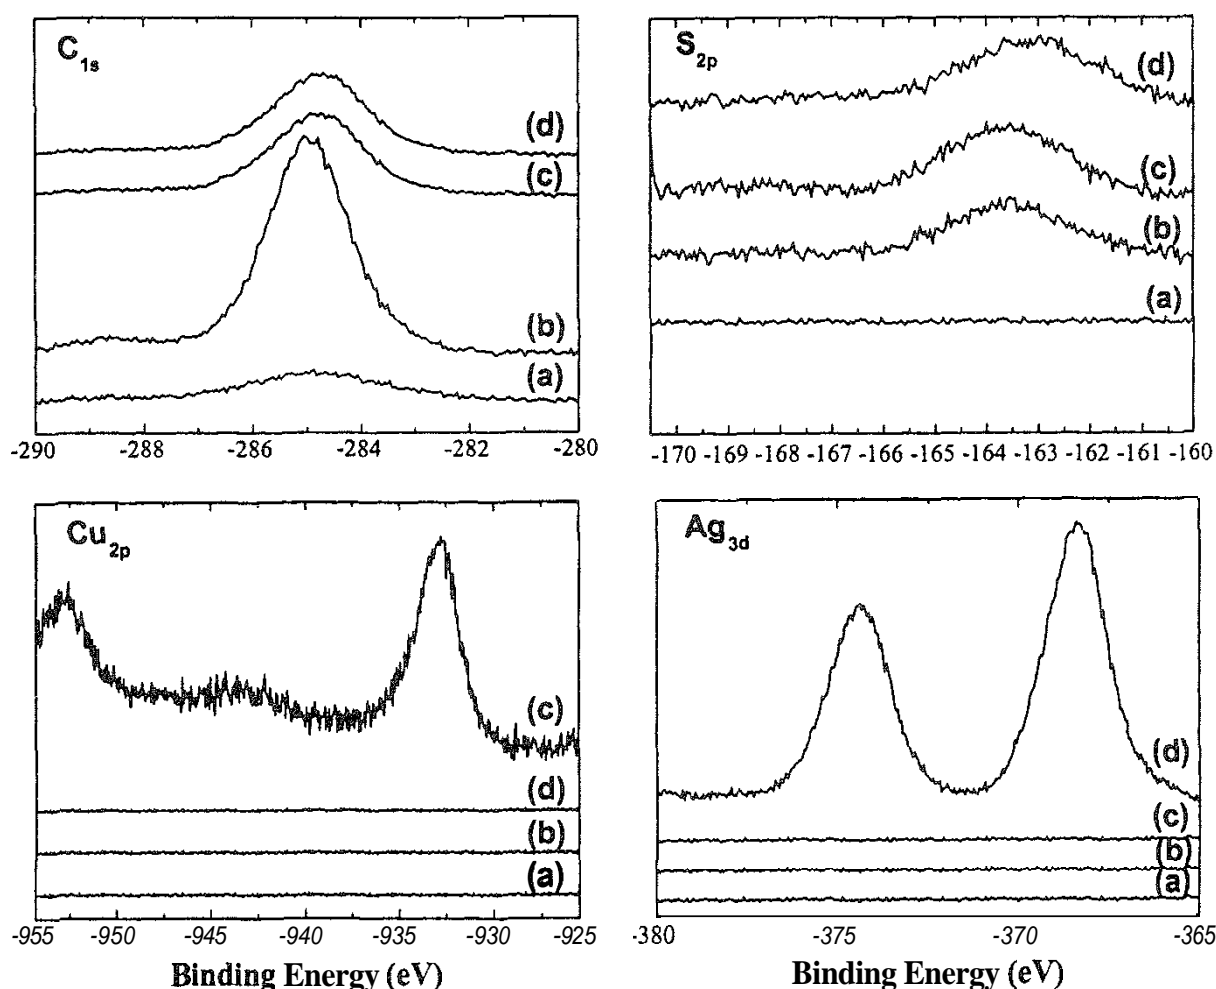 C1s
(d)
(c)
(b)
(a)
-290 -288 -286 -284 -282 -280
S2p
(d)
(c)
(b)
(a)
-170 -169 -168 -167 -166 -165 -164 -163 -162 -161 -160
Cu2p
(c)
(d)
(b)
(a)
-955 -950 -945 -940 -935 -930 -925
Binding Energy (eV)
Ag3d
(d)
(c)
(b)
(a)
-380 -375 -370 -365
Binding Energy (eV)